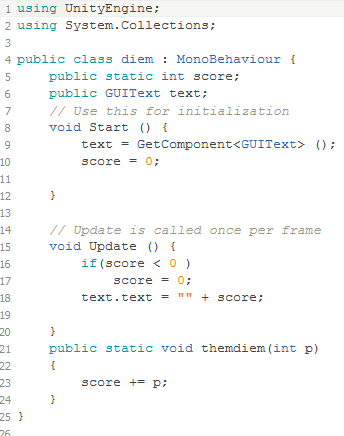 1 using UnityEngine;
2 using System.Collections;
3
4 public class diem : MonoBehaviour {
5 public static int score;
6 public GUIText text;
7 // Use this for initialization
8 void Start () {
9 text = GetComponent<GUIText> ();
10 score = 0;
11
12 }
13
14 // Update is called once per frame
15 void Update () {
16 if(score < 0 )
17 score = 0;
18 text.text = "" + score;
19
20 }
21 public static void themdiem(int p)
22 {
23 score += p;
24 }
25 }
26